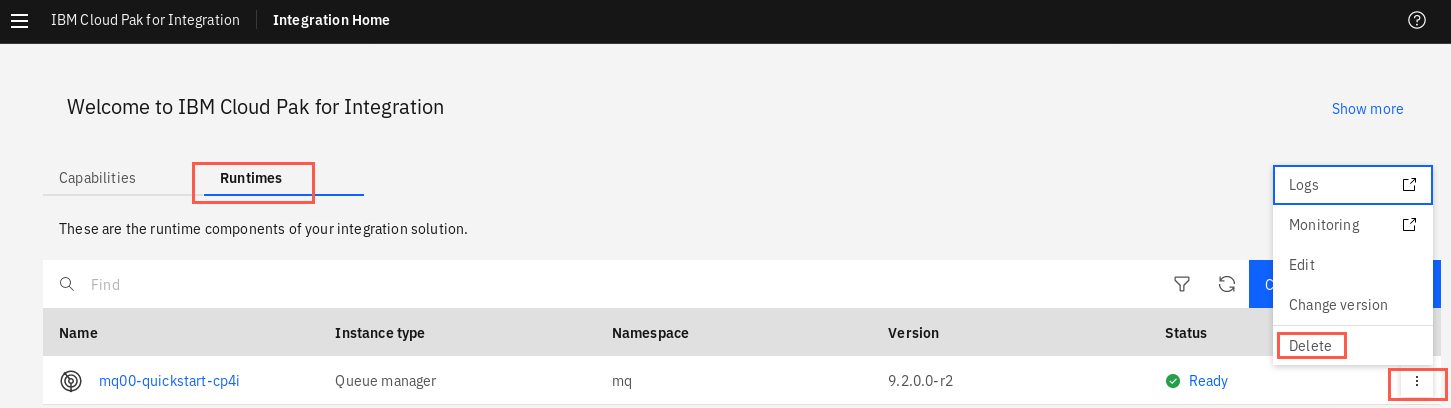 IBM Cloud Pak for Integration Integration Home
Welcome to IBM Cloud Pak for Integration
Show more
Capabilities Runtimes
These are the runtime components of your integration solution.
Find
Logs
Monitoring
Edit
Change version
Delete
Name Instance type Namespace Version Status
mq00-quickstart-cp4i Queue manager mq 9.2.0.0-r2 Ready